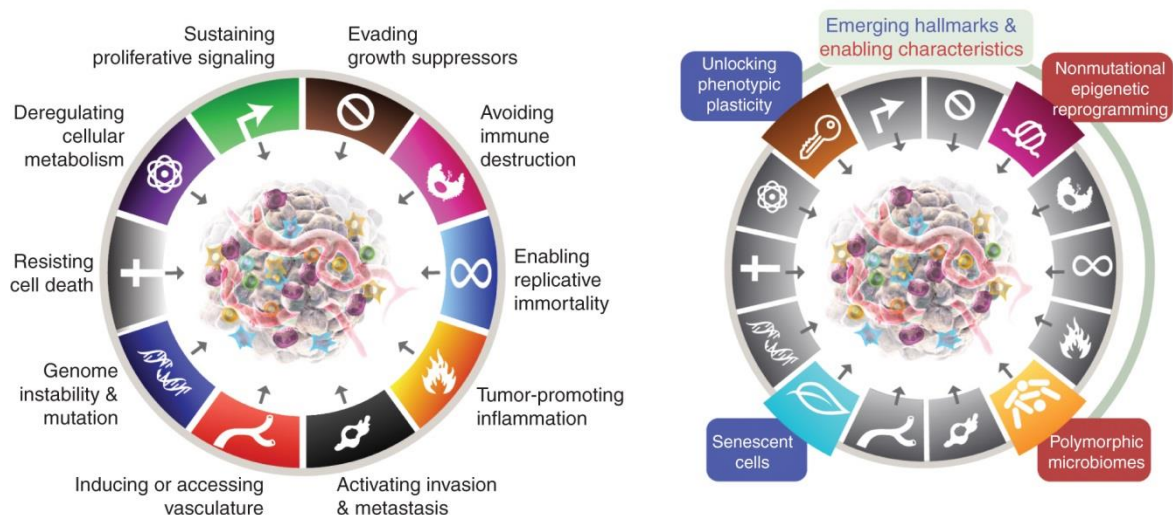 Sustaining
proliferative signaling
Evading
growth suppressors
Deregulating
cellular
metabolism
Avoiding
immune
destruction
Resisting
cell death
Enabling
replicative
immortality
Genome
instability &
mutation
Tumor-promoting
inflammation
Inducing or accessing
vasculature
Activating invasion
& metastasis
Emerging hallmarks &
enabling characteristics
Unlocking
phenotypic
plasticity
Nonmutational
epigenetic
reprogramming
Senescent
cells
Polymorphic
microbiomes